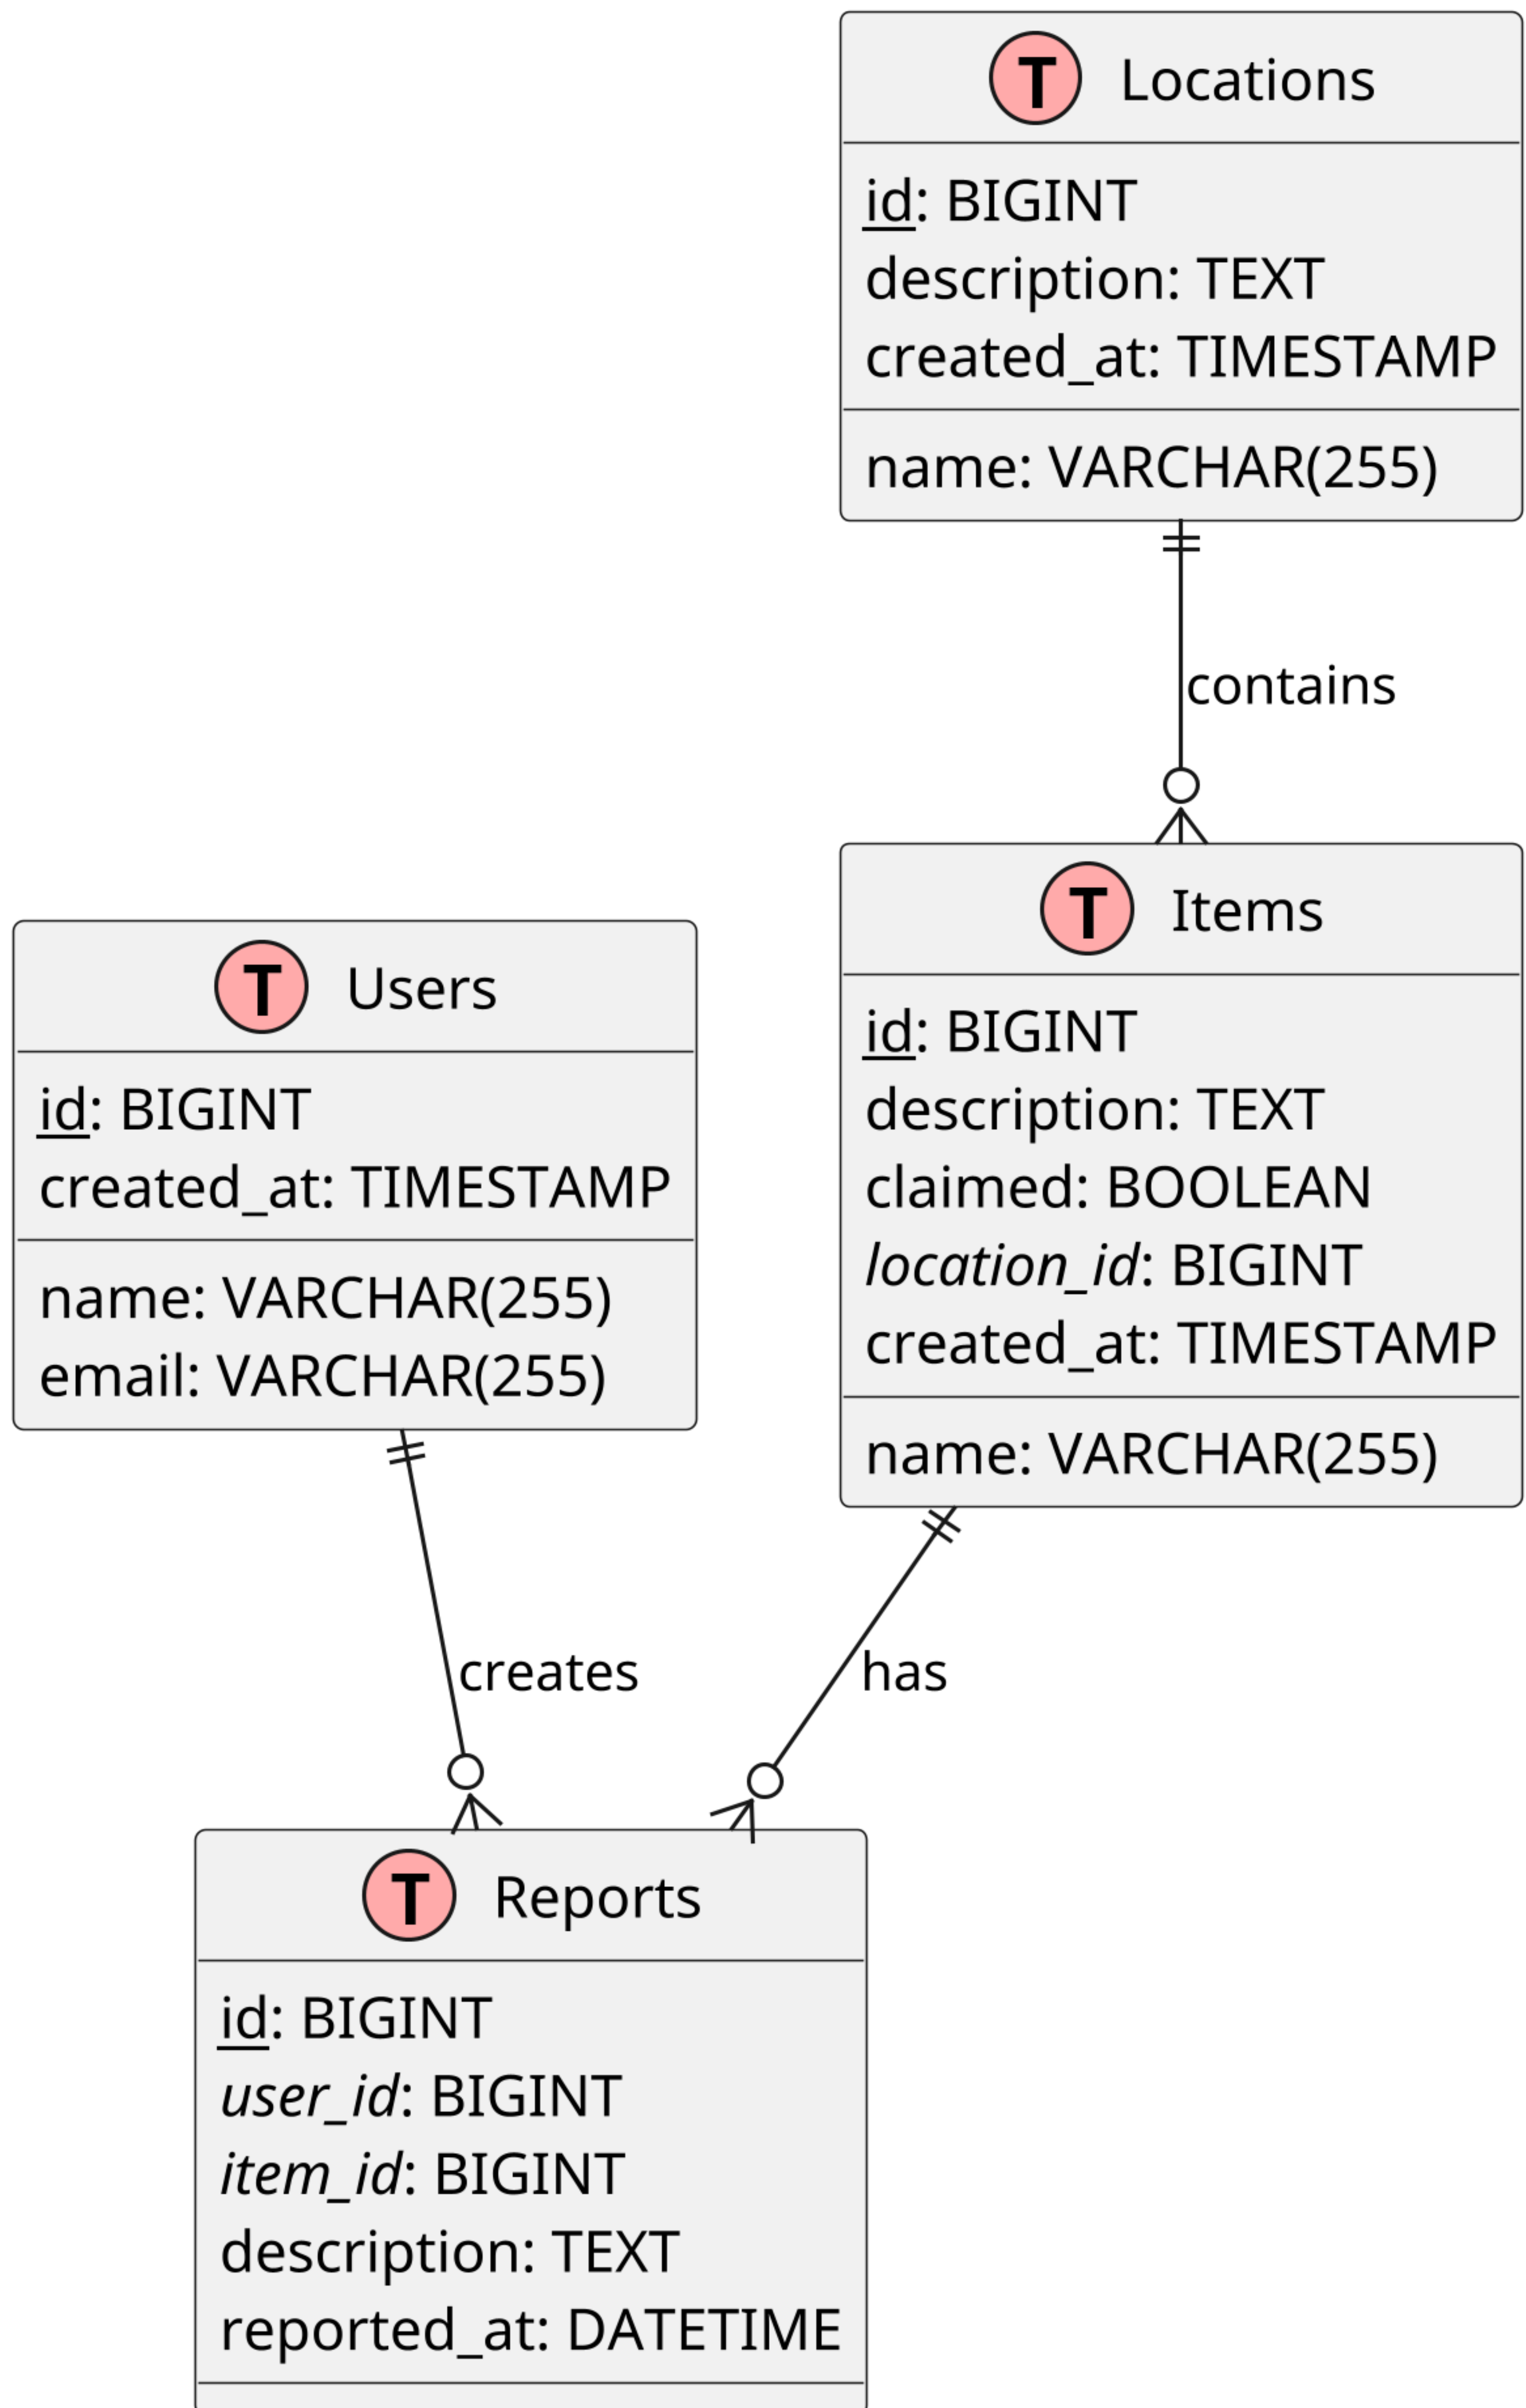 T Locations
id: BIGINT
description: TEXT
created_at: TIMESTAMP
name: VARCHAR(255)
contains
T Items
id: BIGINT
description: TEXT
claimed: BOOLEAN
location_id: BIGINT
created_at: TIMESTAMP
name: VARCHAR(255)
T Users
id: BIGINT
created_at: TIMESTAMP
name: VARCHAR(255)
email: VARCHAR(255)
creates
has
T Reports
id: BIGINT
user_id: BIGINT
item_id: BIGINT
description: TEXT
reported_at: DATETIME